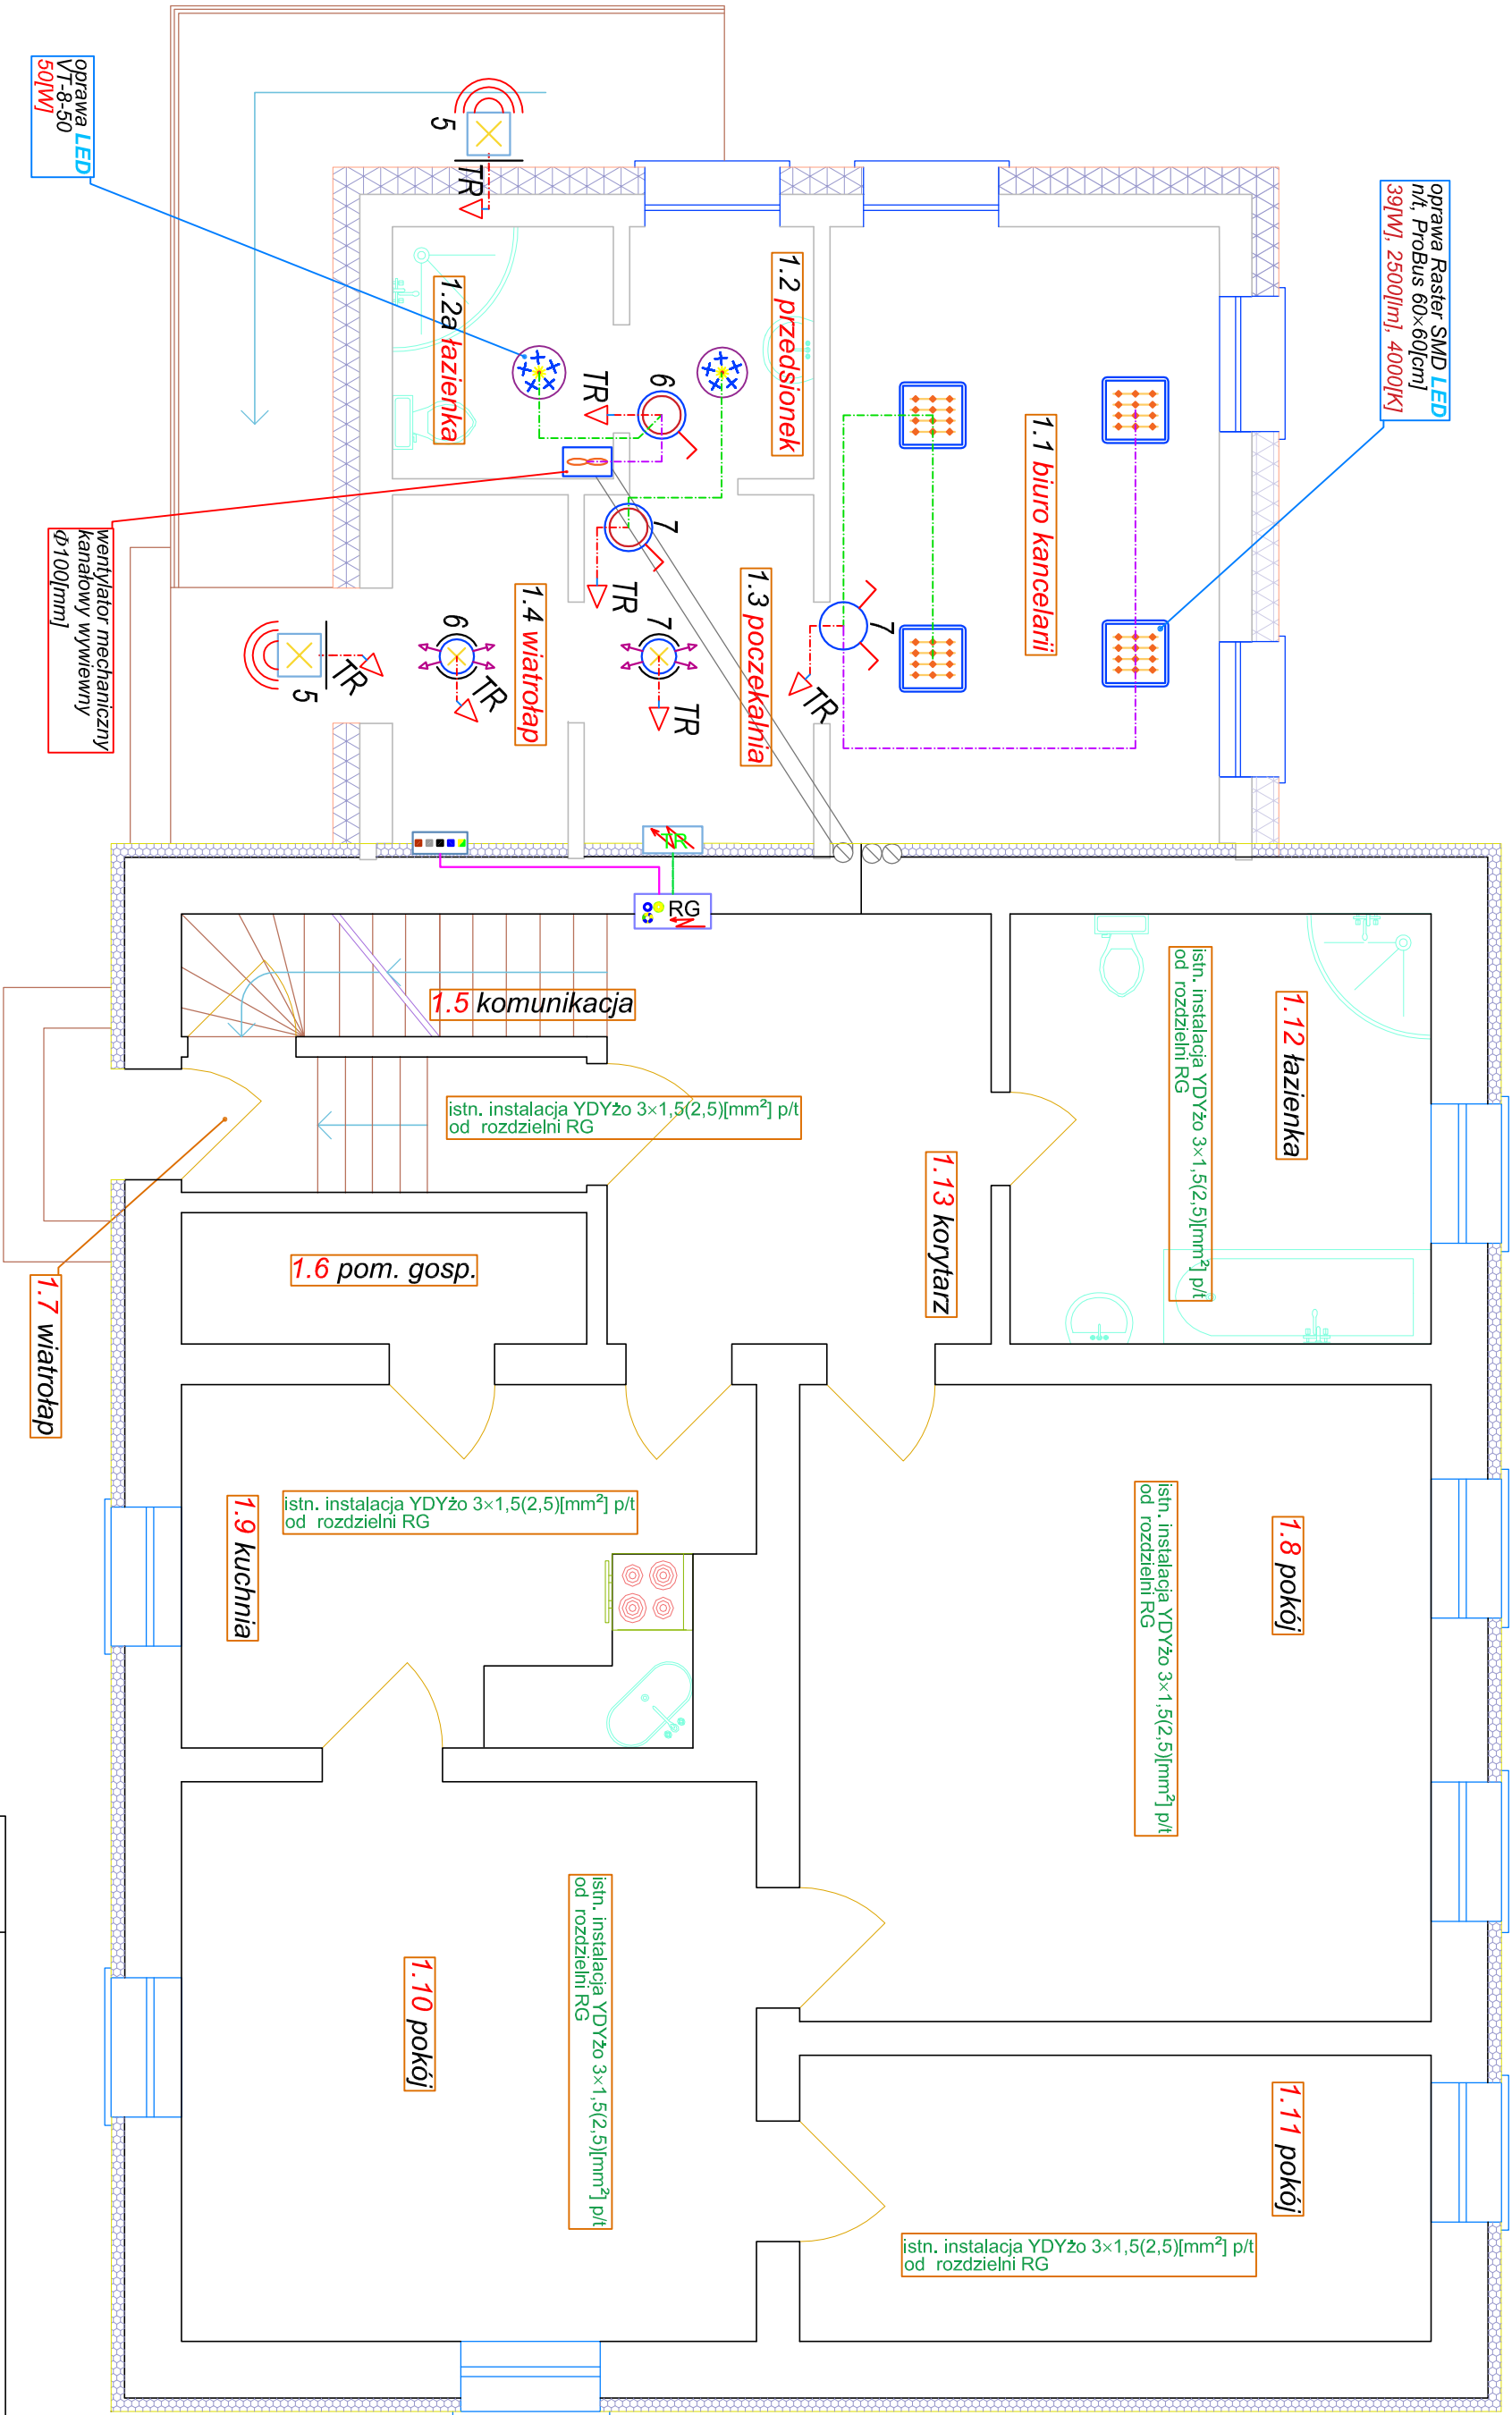 oprawa Raster SMD LED
n/t, ProBus 60×60[cm]
39[W], 2500[lm], 4000[K]
oprawa LED
VT-8-50
50[W]
5
TR
1.2a łazienka
1.2 przedsionek
1.1 biuro kancelarii
6
TR
7
TR
7
TR
1.3 poczekalnia
7
TR
1.4 wiatrołap
6
TR
5
TR
wentylator mechaniczny
kanałowy wywiewny
Φ100[mm]
TR
RG
1.5 komunikacja
istn. instalacja YDYżo 3×1,5(2,5)[mm²] p/t
od rozdzielni RG
1.12 łazienka
istn. instalacja YDYżo 3×1,5(2,5)[mm²] p/t
od rozdzielni RG
1.13 korytarz
1.6 pom. gosp.
1.7 wiatrołap
istn. instalacja YDYżo 3×1,5(2,5)[mm²] p/t
od rozdzielni RG
1.9 kuchnia
1.8 pokój
istn. instalacja YDYżo 3×1,5(2,5)[mm²] p/t
od rozdzielni RG
1.10 pokój
istn. instalacja YDYżo 3×1,5(2,5)[mm²] p/t
od rozdzielni RG
1.11 pokój
istn. instalacja YDYżo 3×1,5(2,5)[mm²] p/t
od rozdzielni RG